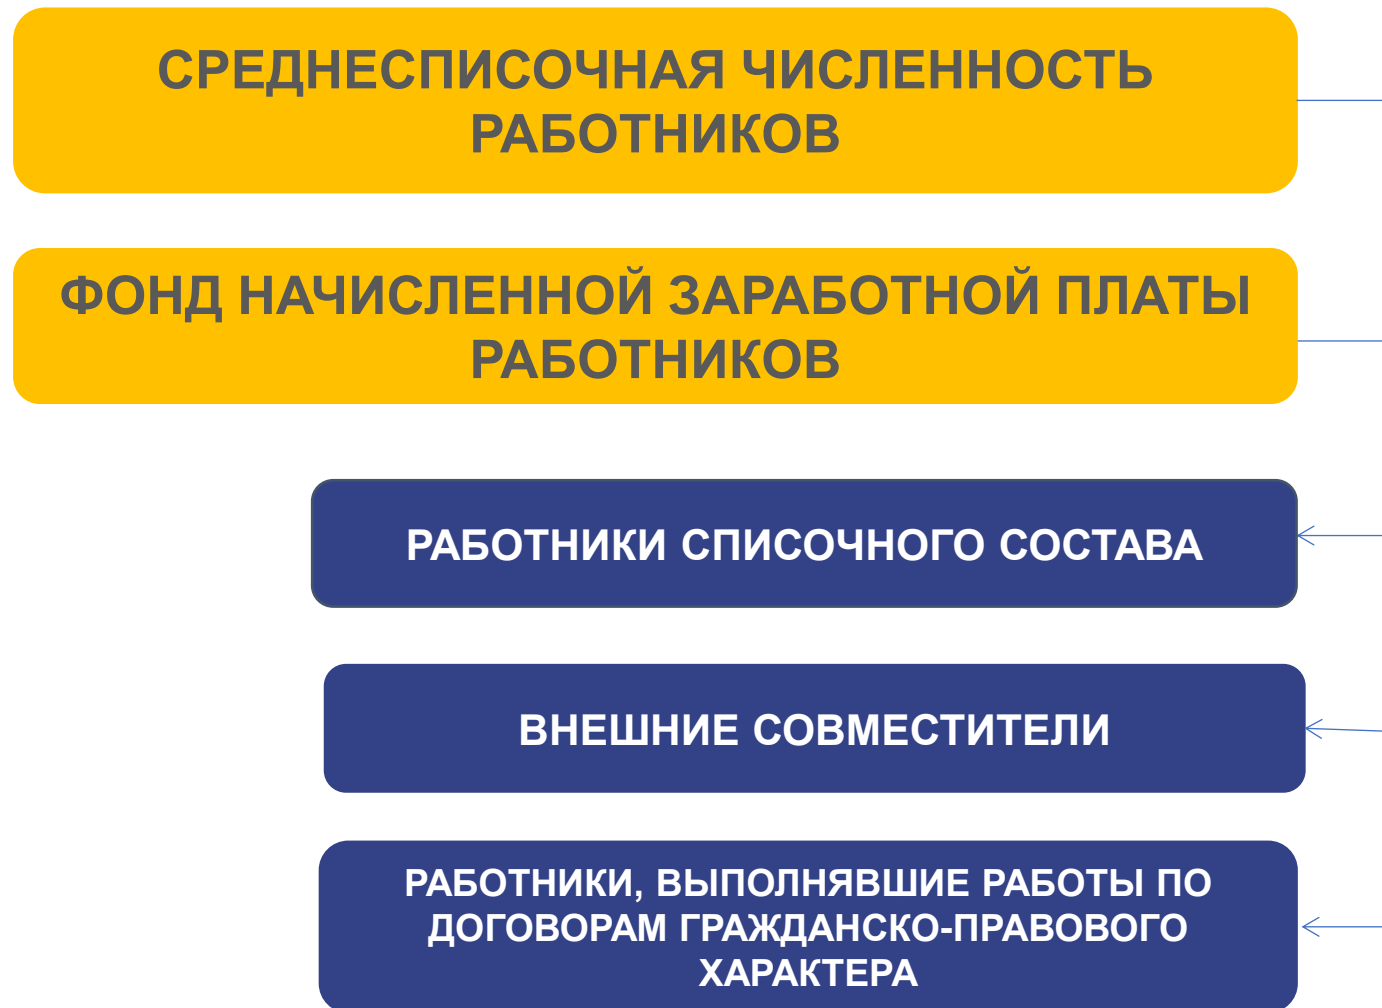 СРЕДНЕСПИСОЧНАЯ ЧИСЛЕННОСТЬ
РАБОТНИКОВ
ФОНД НАЧИСЛЕННОЙ ЗАРАБОТНОЙ ПЛАТЫ
РАБОТНИКОВ
РАБОТНИКИ СПИСОЧНОГО СОСТАВА
ВНЕШНИЕ СОВМЕСТИТЕЛИ
РАБОТНИКИ, ВЫПОЛНЯВШИЕ РАБОТЫ ПО
ДОГОВОРАМ ГРАЖДАНСКО-ПРАВОВОГО
ХАРАКТЕРА